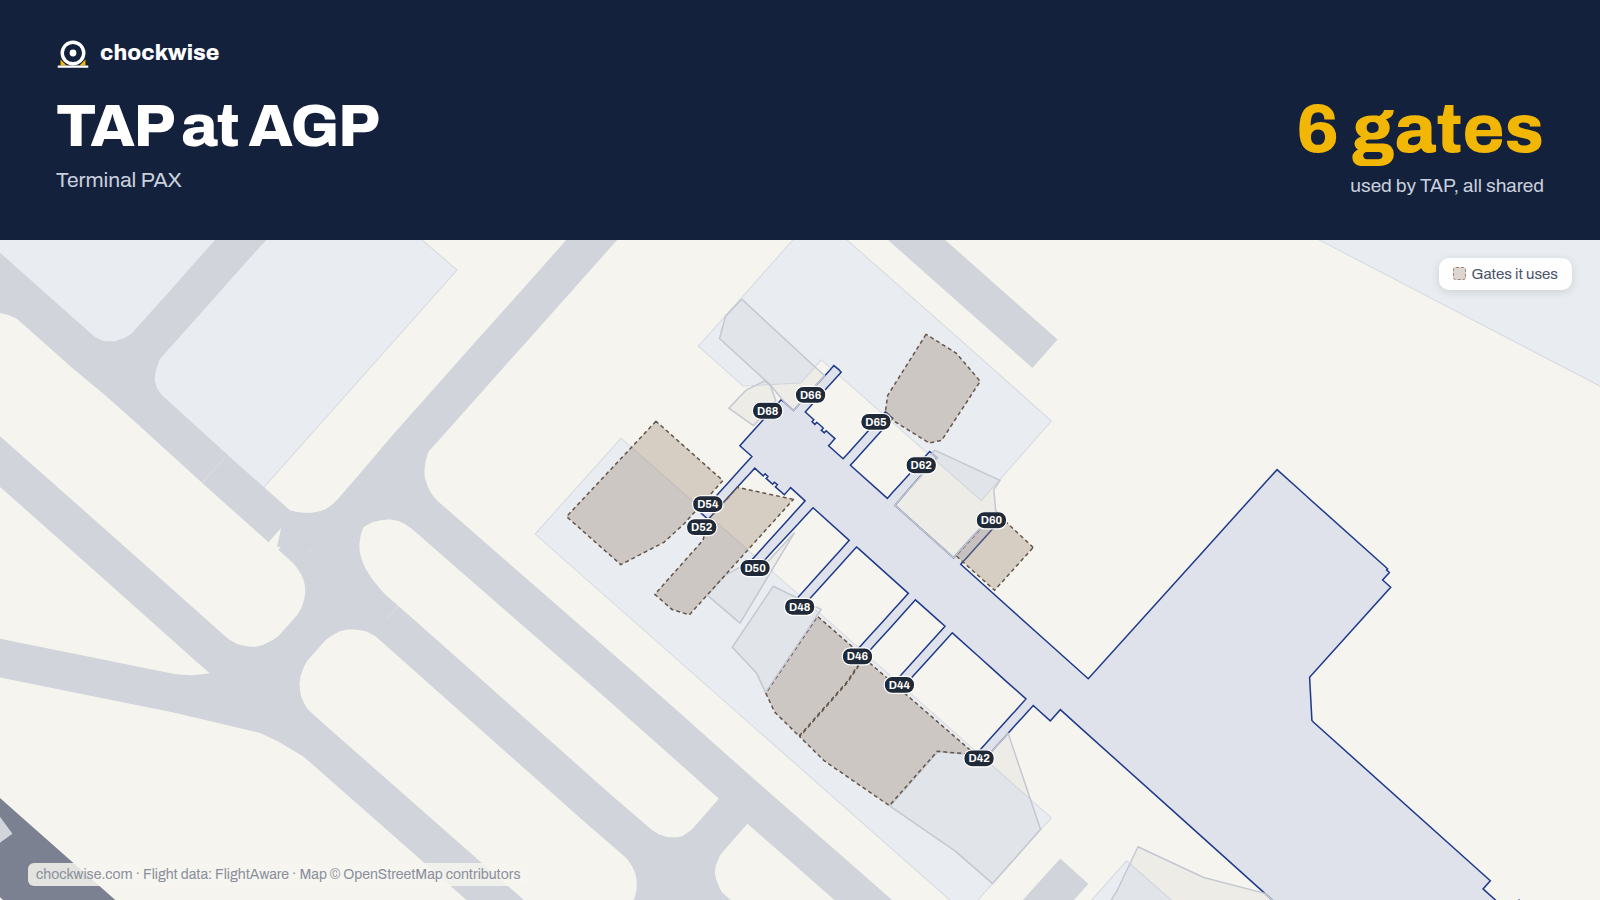 chockwise
TAP at AGP
Terminal PAX
6 gates
used by TAP, all shared
Gates it uses
D66
D68
D65
D62
D54
D60
D52
D50
D48
D46
D44
D42
chockwise.com · Flight data: FlightAware · Map © OpenStreetMap contributors